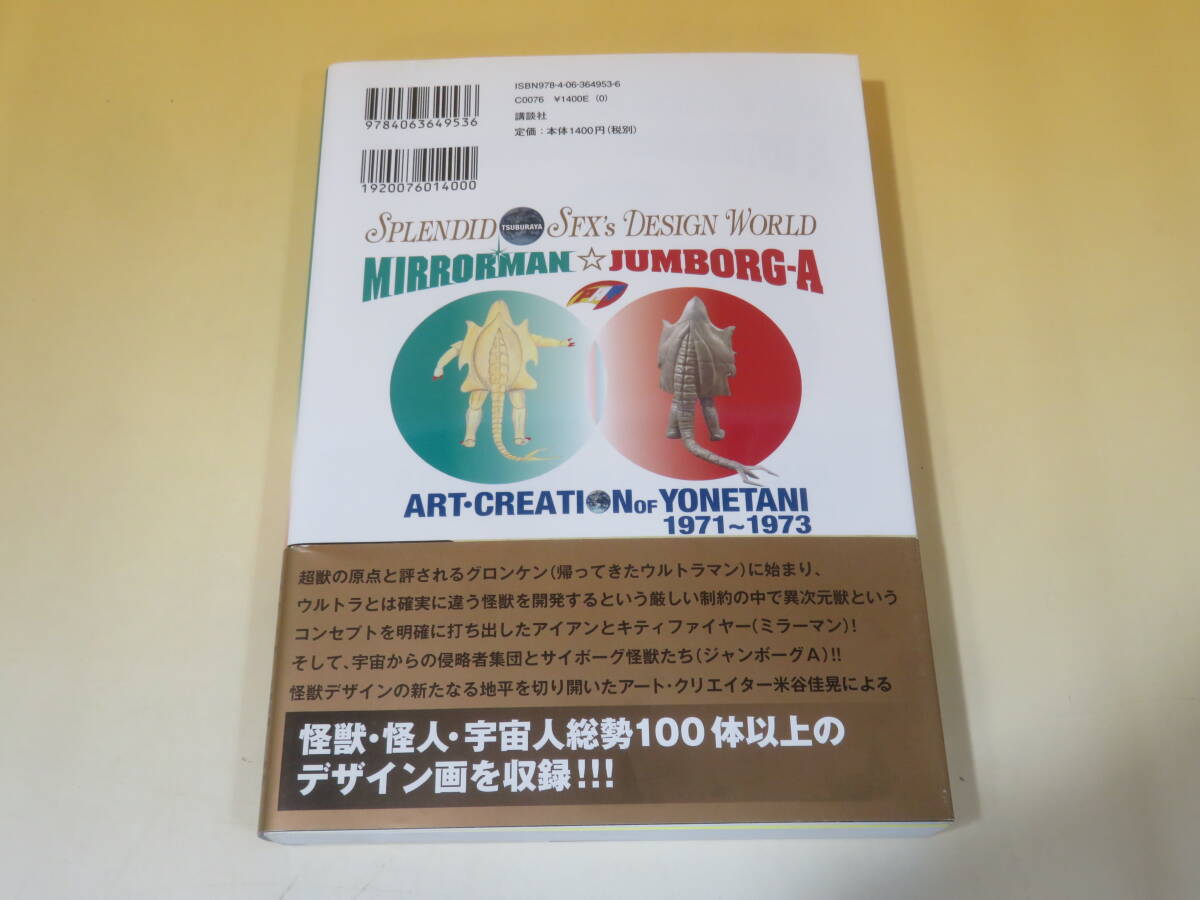 ISBN978-4-06-364953-6
C0076 ¥1400E (0)
講談社
定価：本体1400円(税別)
9784063649536
1920076014000
SPLENDID TSUBURAYA SFX's DESIGN WORLD
MIRRORMAN☆JUMBORG-A
ART・CREATION OF YONETANI
1971~1973
超獣の原点と評されるグロンケン(帰ってきたウルトラマン)に始まり、
ウルトラとは確実に違う怪獣を開発するという厳しい制約の中で異次元獣という
コンセプトを明確に打ち出したアイアンとキティファイヤー(ミラーマン)!
そして、宇宙からの侵略者集団とサイボーグ怪獣たち(ジャンボーグA)!!
怪獣デザインの新たなる地平を切り開いたアート・クリエイター米谷佳晃による
怪獣・怪人・宇宙人総勢100体以上の
デザイン画を収録!!!